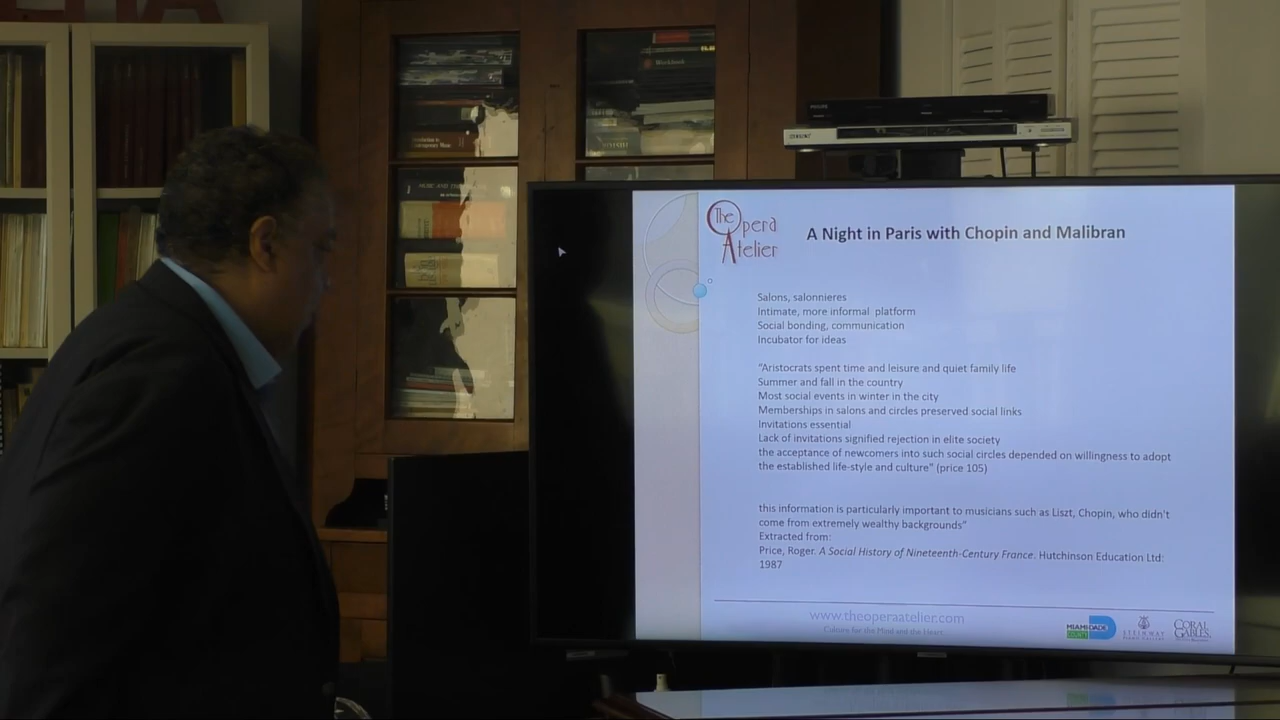 Workbook
PHILIPS
The Opera Atelier
A Night in Paris with Chopin and Malibran
Salons, salonnieres
Intimate, more informal platform
Social bonding, communication
Incubator for ideas
“Aristocrats spent time and leisure and quiet family life
Summer and fall in the country
Most social events in winter in the city
Memberships in salons and circles preserved social links
Invitations essential
Lack of invitations signified rejection in elite society
the acceptance of newcomers into such social circles depended on willingness to adopt
the established life-style and culture” (price 105)
this information is particularly important to musicians such as Liszt, Chopin, who didn't
come from extremely wealthy backgrounds”
Extracted from:
Price, Roger. A Social History of Nineteenth-Century France. Hutchinson Education Ltd:
1987
www.theoperaatelier.com
Culture for the Mind and the Heart
MIAMI-DADE
COUNTY
STEINWAY
CORAL
GABLES